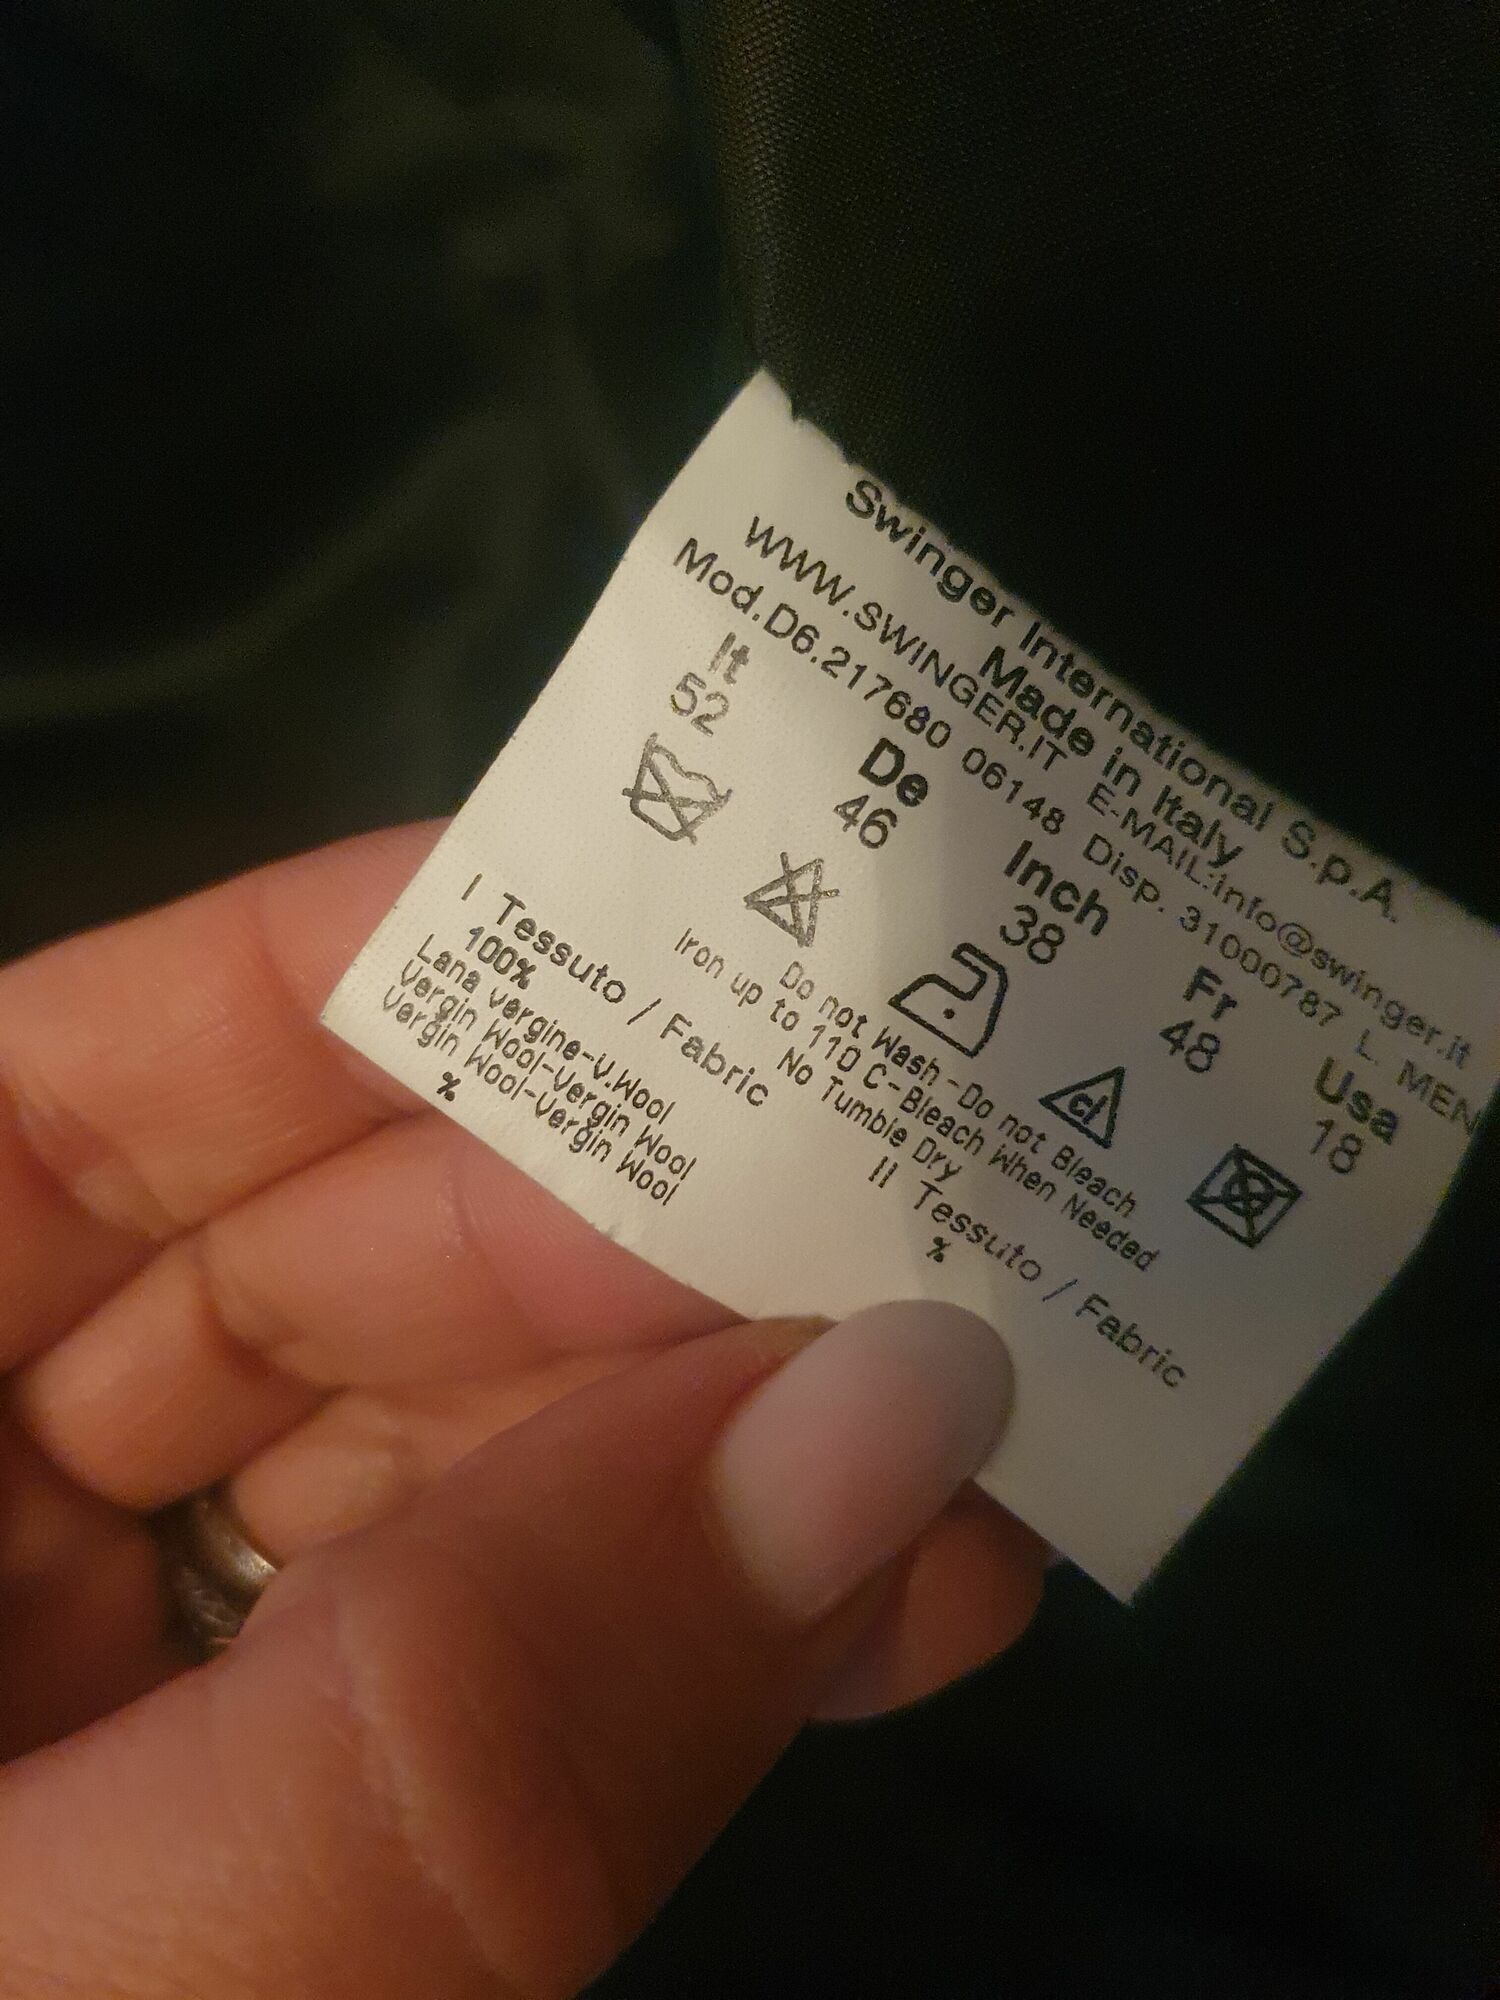 Swinger International S.p.A.
Made in Italy
WWW.SWINGER.IT E-MAIL:info@swinger.it
Mod.D6.217680 06148 Disp. 31000787 L. MEN
It De Inch Fr Usa
52 46 38 48 18
cl
Do not Wash-Do not Bleach
Iron up to 110 C-Bleach When Needed
No Tumble Dry
I Tessuto / Fabric
100%
Lana vergine-v.Wool
Vergin Wool-Vergin Wool
Vergin Wool-Vergin Wool
%
II Tessuto / Fabric
%